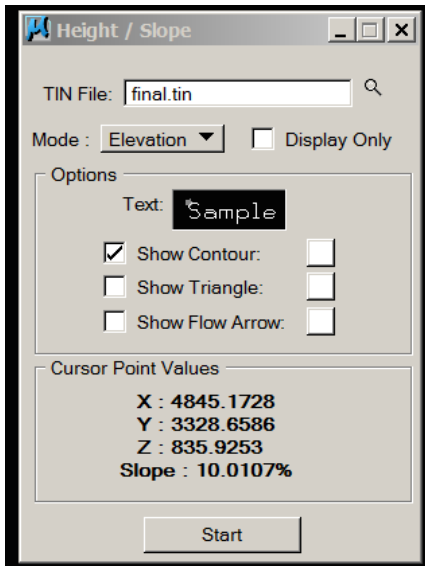 Height / Slope
TIN File: final.tin
Mode : Elevation Display Only
Options
Text: Sample
Show Contour:
Show Triangle:
Show Flow Arrow:
Cursor Point Values
X : 4845.1728
Y : 3328.6586
Z : 835.9253
Slope : 10.0107%
Start